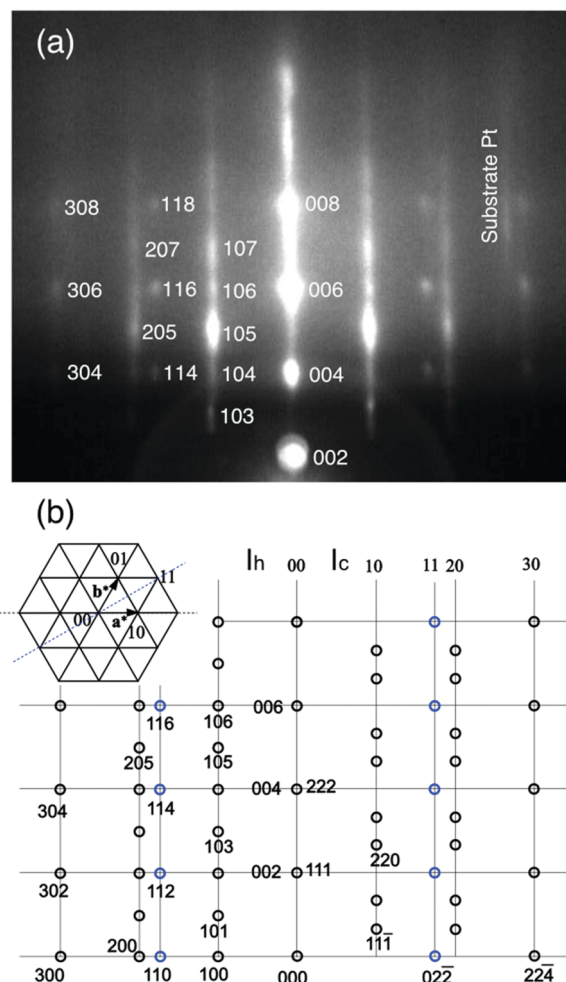 (a)
Substrate Pt
308 118 008
207 107
306 116 106 006
205 105
304 114 104 004
103
002
(b)
01
11
b*
00
a*
10
Ih 00 Ic 10 11 20 30
116 106 006
205 105
304 114 004 222
103 220
302 112 002 111
200 101 111̅
300 110 100 000 022̅ 224̅